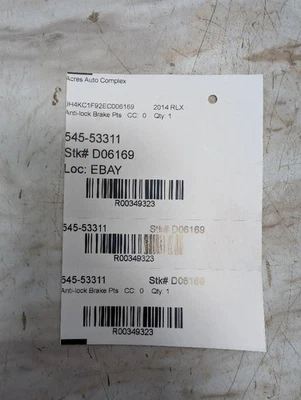 Acres Auto Complex
JH4KC1F92EC006169 2014 RLX
Anti-lock Brake Pts CC: 0 Qty: 1
545-53311
Stk# D06169
Loc: EBAY
R00349323
545-53311 Stk# D06169
R00349323
545-53311 Stk# D06169
Anti-lock Brake Pts CC: 0 Qty: 1
R00349323